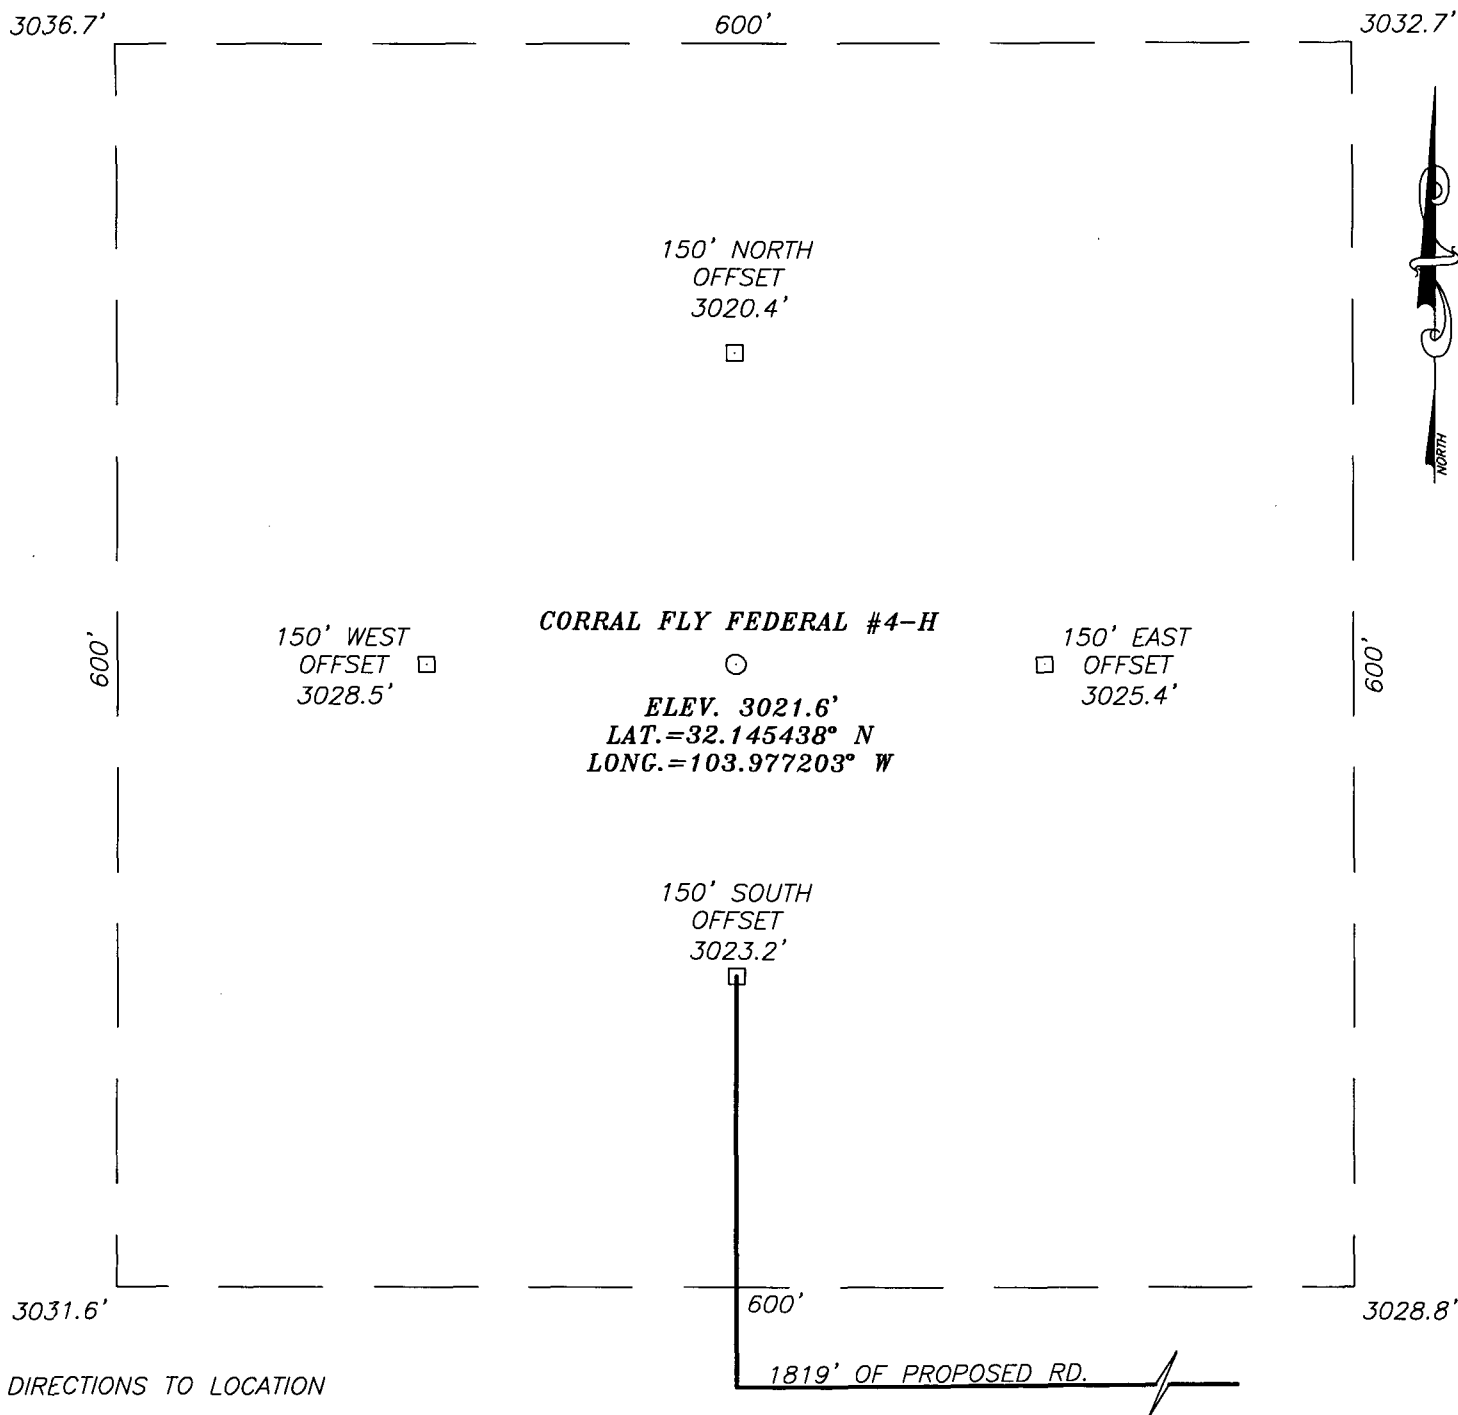 3036.7'
600'
3032.7'
NORTH
150' NORTH
OFFSET
3020.4'
600'
150' WEST
OFFSET
3028.5'
CORRAL FLY FEDERAL #4-H
ELEV. 3021.6'
LAT.=32.145438° N
LONG.=103.977203° W
150' EAST
OFFSET
3025.4'
600'
150' SOUTH
OFFSET
3023.2'
3031.6'
600'
3028.8'
1819' OF PROPOSED RD.
DIRECTIONS TO LOCATION